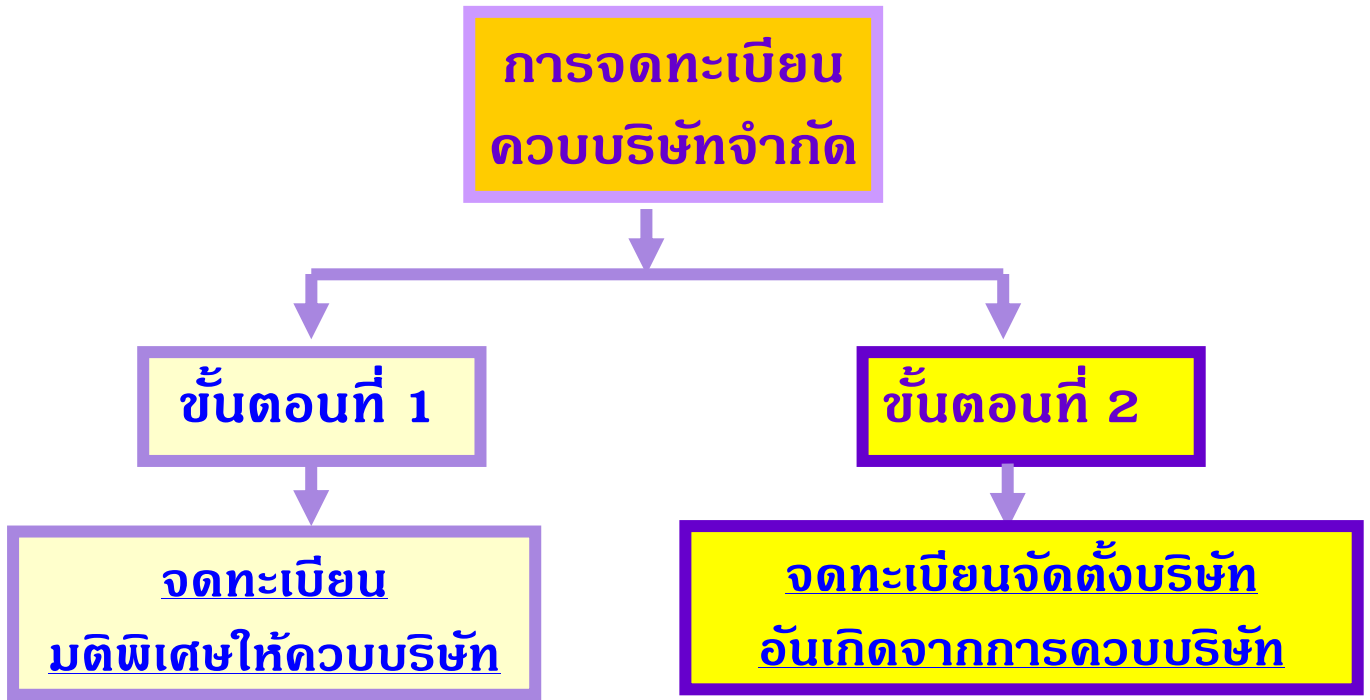 การจดทะเบียน
ควบบริษัทจำกัด
ขั้นตอนที่ 1
ขั้นตอนที่ 2
จดทะเบียน
มติพิเศษให้ควบบริษัท
จดทะเบียนจัดตั้งบริษัท
อันเกิดจากการควบบริษัท